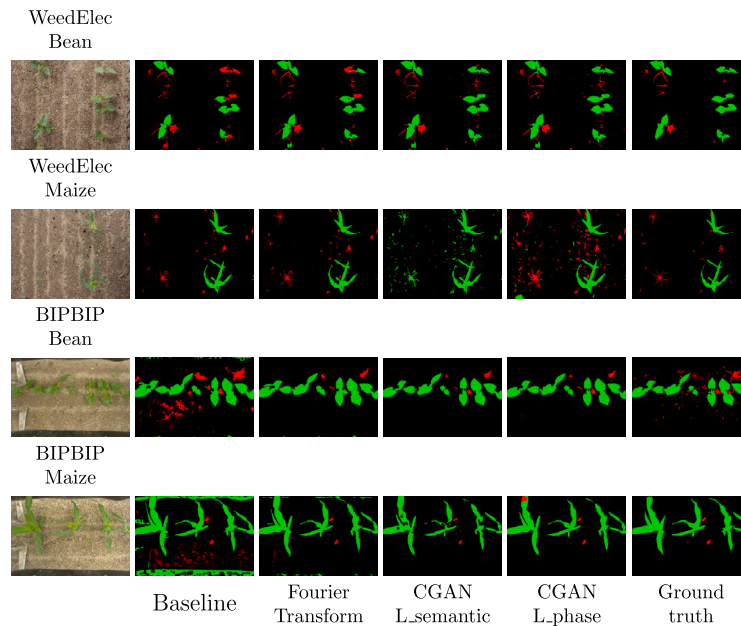 WeedElec
Bean
WeedElec
Maize
BIPBIP
Bean
BIPBIP
Maize
Baseline
Fourier
Transform
CGAN
L_semantic
CGAN
L_phase
Ground
truth